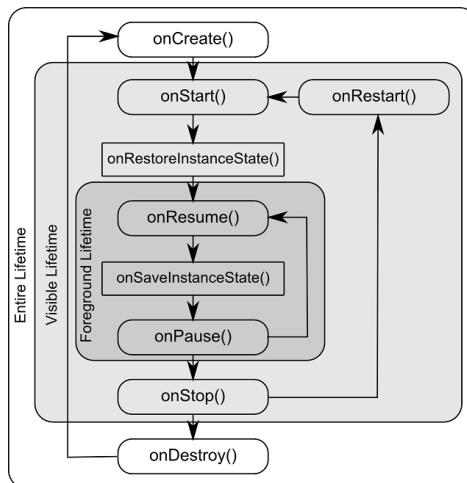 onCreate()
onStart()
onRestart()
onRestoreInstanceState()
onResume()
onSaveInstanceState()
onPause()
onStop()
onDestroy()
Entire Lifetime
Visible Lifetime
Foreground Lifetime